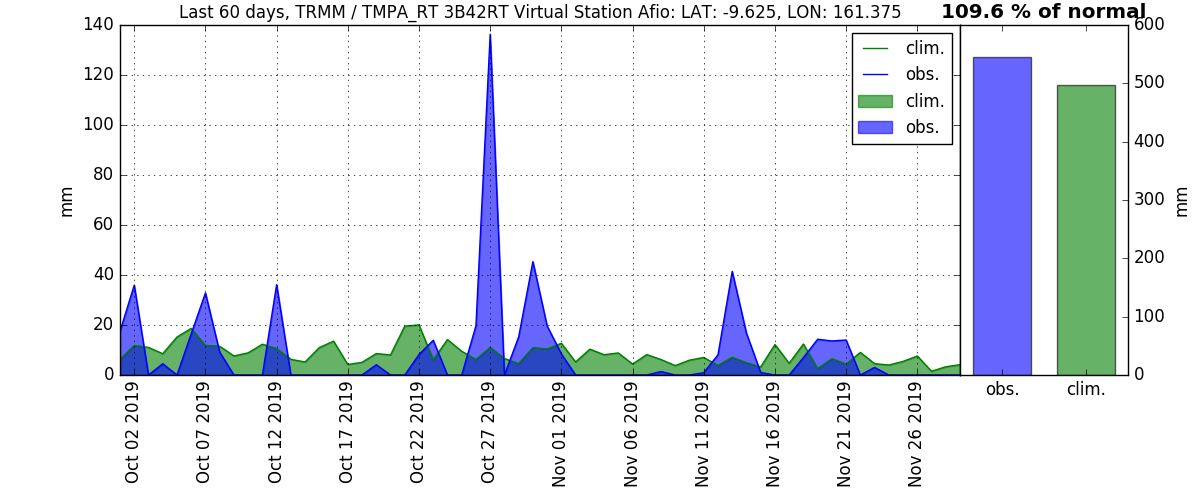 Last 60 days, TRMM / TMPA_RT 3B42RT Virtual Station Afio: LAT: -9.625, LON: 161.375
109.6 % of normal
140
120
100
80
60
40
20
0
mm
clim.
obs.
clim.
obs.
Oct 02 2019
Oct 07 2019
Oct 12 2019
Oct 17 2019
Oct 22 2019
Oct 27 2019
Nov 01 2019
Nov 06 2019
Nov 11 2019
Nov 16 2019
Nov 21 2019
Nov 26 2019
600
500
400
300
200
100
0
mm
obs.
clim.